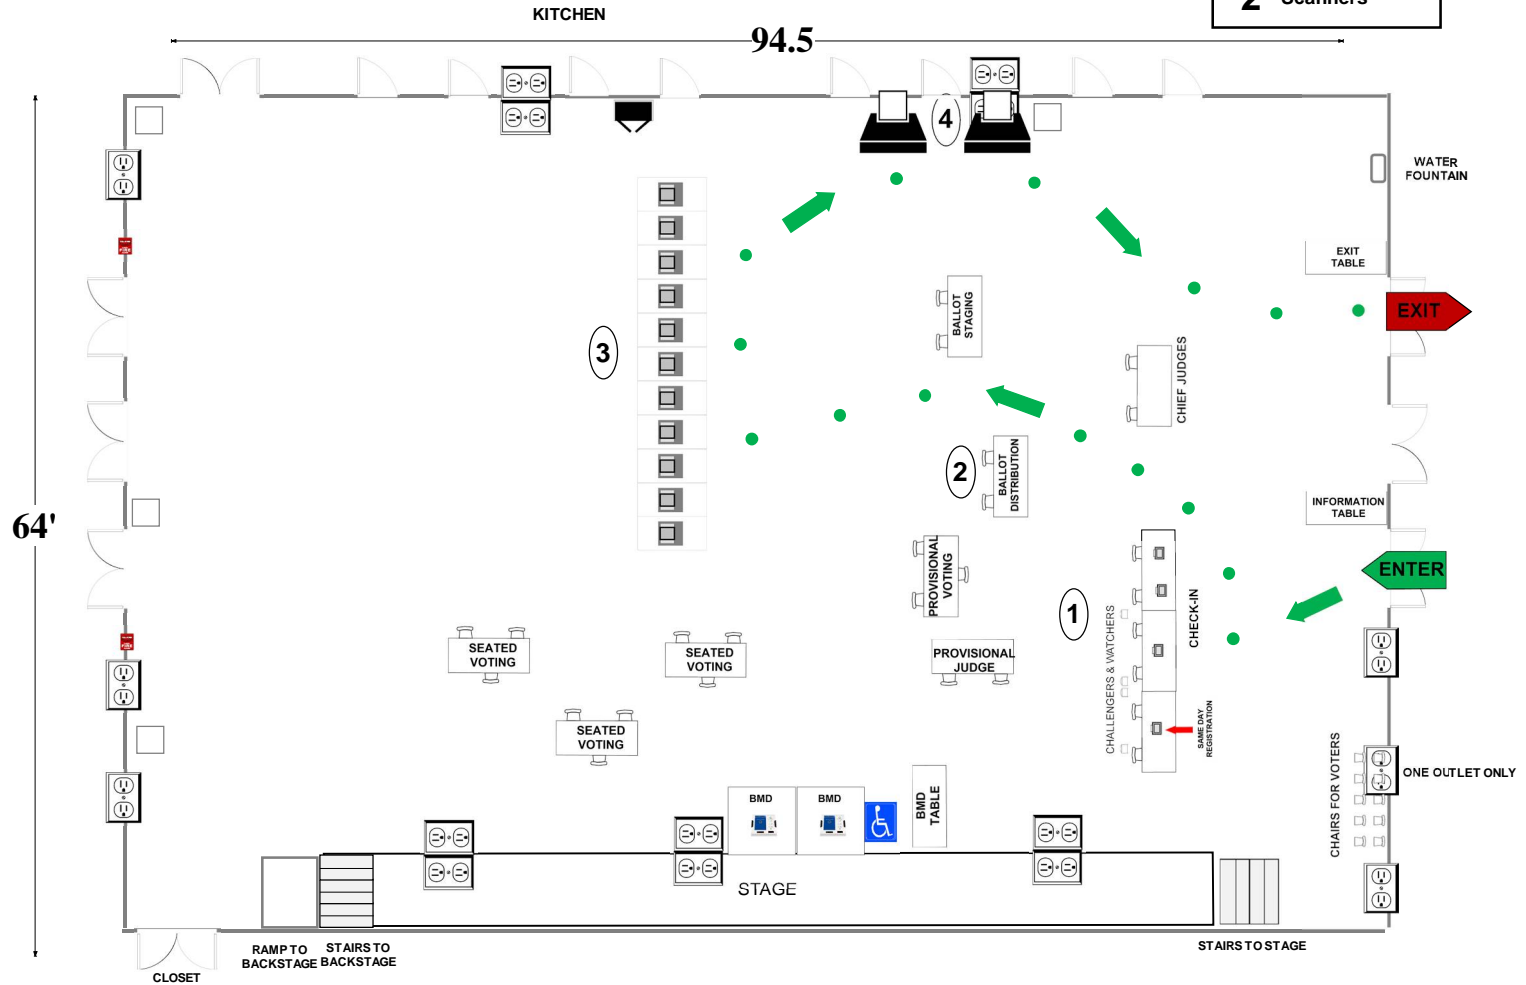 2 Scanners
KITCHEN
94.5
4
WATER
FOUNTAIN
EXIT
TABLE
EXIT
BALLOT
STAGING
3
CHIEF JUDGES
2
BALLOT
DISTRIBUTION
INFORMATION
TABLE
64'
ENTER
PROVISIONAL
VOTING
1
CHECK-IN
CHALLENGERS & WATCHERS
SEATED
VOTING
SEATED
VOTING
PROVISIONAL
JUDGE
SEATED
VOTING
SAME DAY
REGISTRATION
CHAIRS FOR VOTERS
ONE OUTLET ONLY
BMD
BMD
BMD
TABLE
STAGE
RAMP TO
BACKSTAGE
STAIRS TO
BACKSTAGE
STAIRS TO STAGE
CLOSET